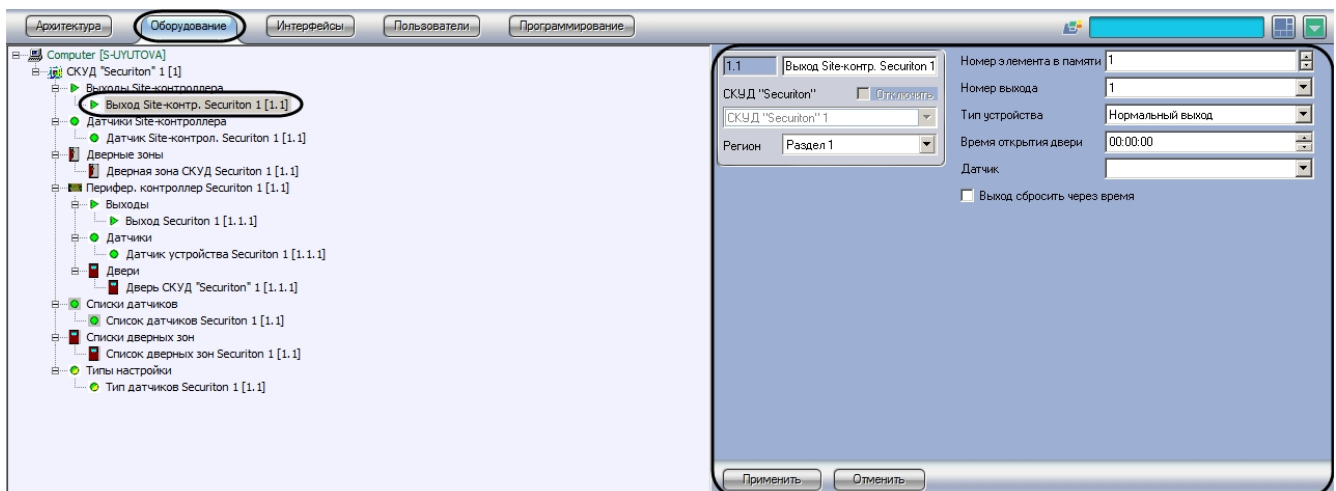 Архитектура Оборудование Интерфейсы Пользователи Программирование
Computer [S-UYUTOVA]
СКУД "Securiton" 1 [1]
Выходы Site-контроллера
Выход Site-контр. Securiton 1 [1.1]
Датчики Site-контроллера
Датчик Site-контрол. Securiton 1 [1.1]
Дверные зоны
Дверная зона СКУД Securiton 1 [1.1]
Перифер. контроллер Securiton 1 [1.1]
Выходы
Выход Securiton 1 [1.1.1]
Датчики
Датчик устройства Securiton 1 [1.1.1]
Двери
Дверь СКУД "Securiton" 1 [1.1.1]
Списки датчиков
Список датчиков Securiton 1 [1.1]
Списки дверных зон
Список дверных зон Securiton 1 [1.1]
Типы настройки
Тип датчиков Securiton 1 [1.1]
1.1 Выход Site-контр. Securiton 1
СКУД "Securiton" Отключить
СКУД "Securiton" 1
Регион Раздел 1
Номер элемента в памяти 1
Номер выхода 1
Тип устройства Нормальный выход
Время открытия двери 00:00:00
Датчик
Выход сбросить через время
Применить Отменить